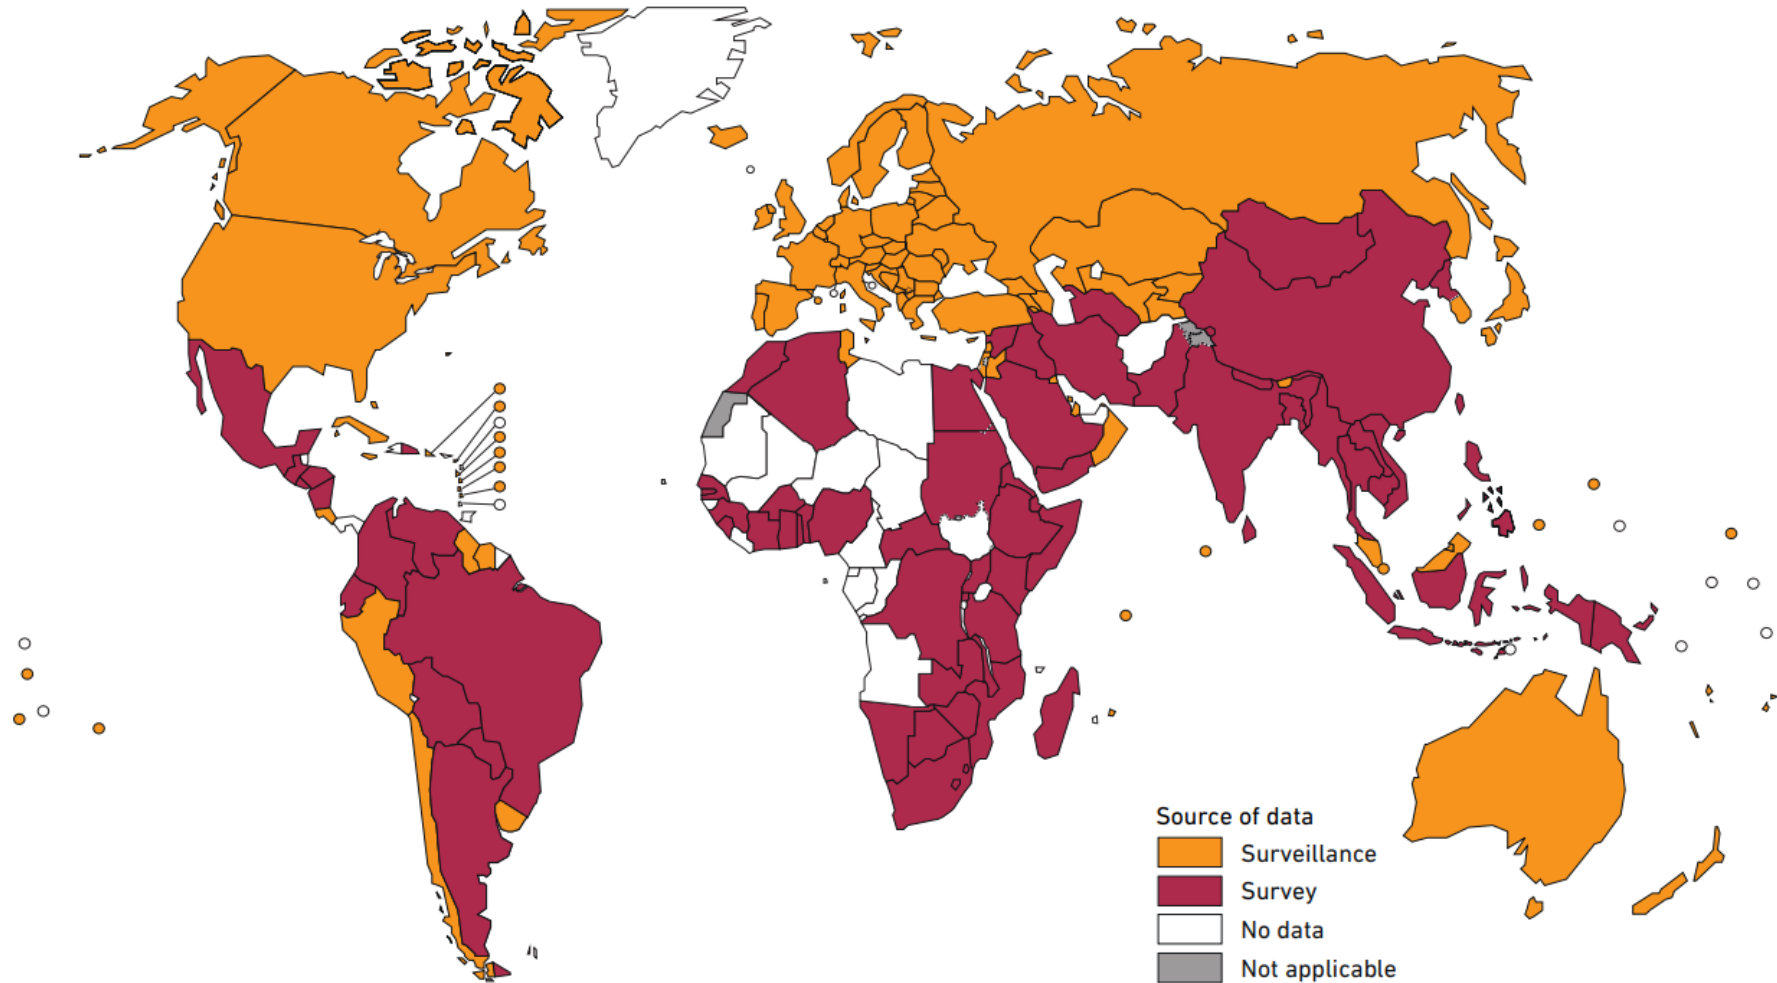 Source of data
Surveillance
Survey
No data
Not applicable